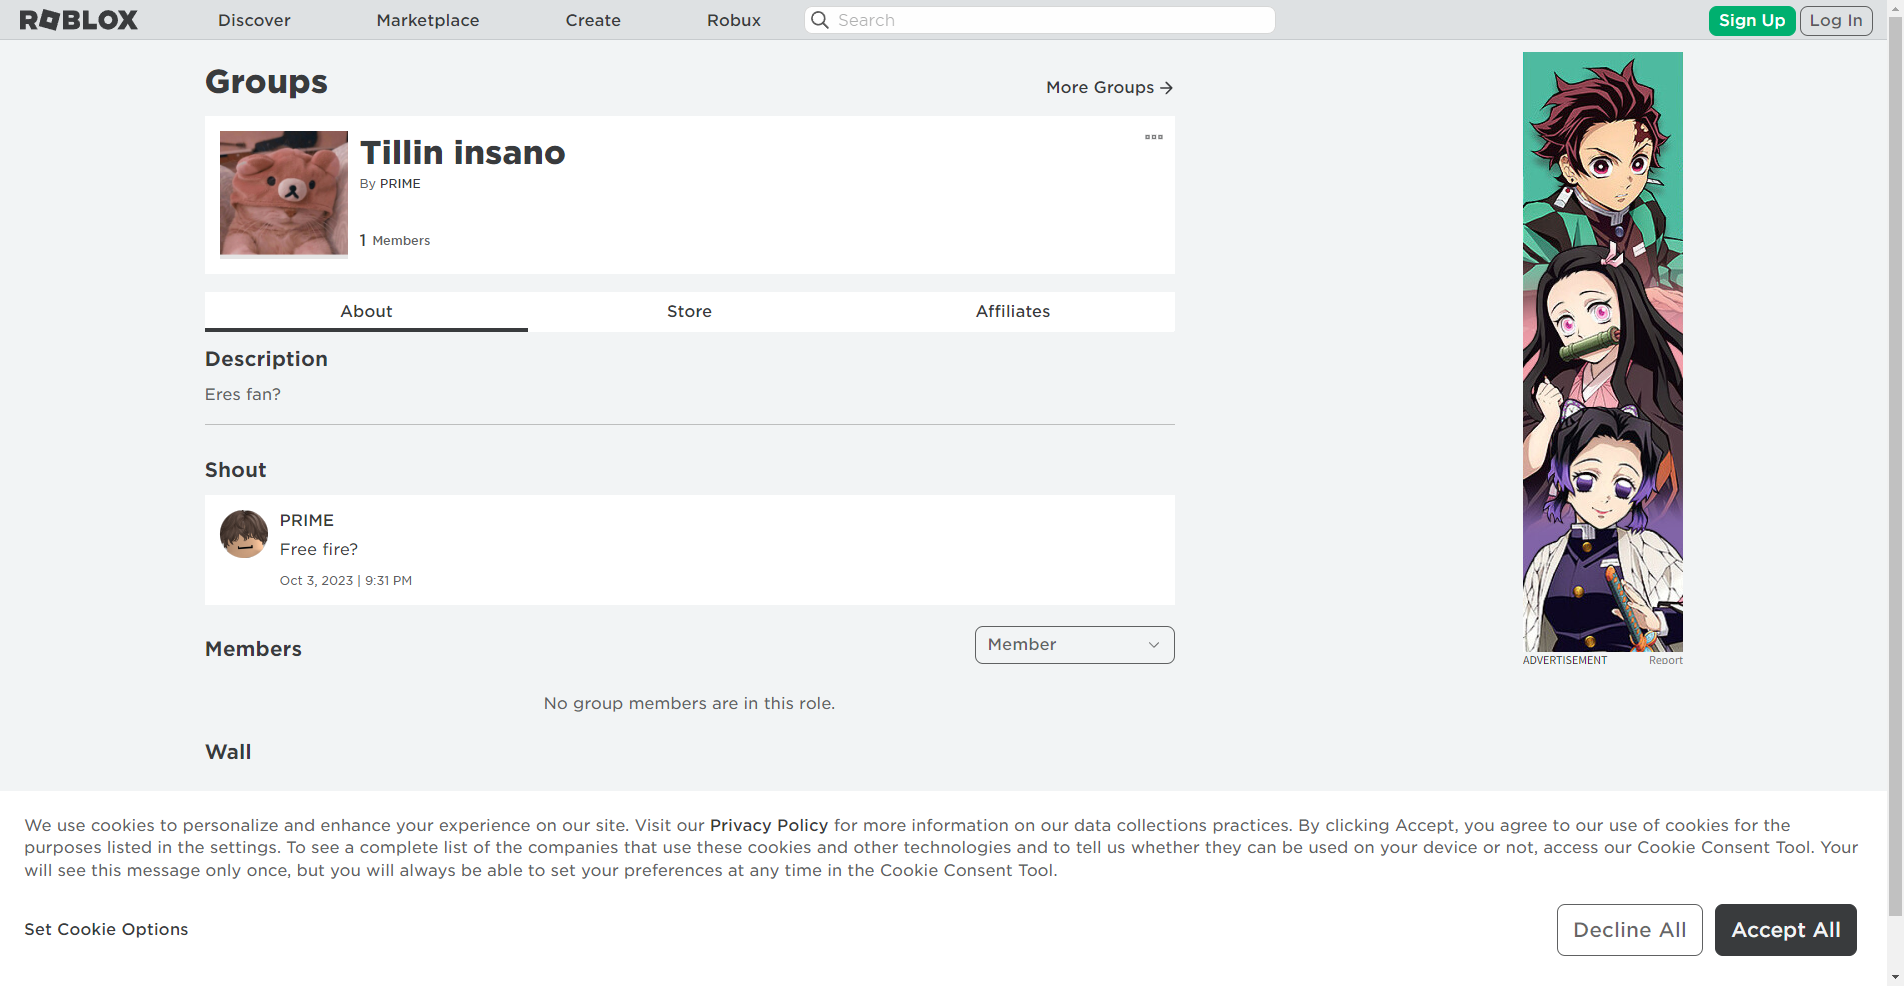 ROBLOX
Discover
Marketplace
Create
Robux
Search
Sign Up
Log In
Groups
More Groups
Tillin insano
By PRIME
1 Members
About
Store
Affiliates
Description
Eres fan?
Shout
PRIME
Free fire?
Oct 3, 2023 | 9:31 PM
Members
Member
No group members are in this role.
Wall
ADVERTISEMENT
Report
We use cookies to personalize and enhance your experience on our site. Visit our Privacy Policy for more information on our data collections practices. By clicking Accept, you agree to our use of cookies for the
purposes listed in the settings. To see a complete list of the companies that use these cookies and other technologies and to tell us whether they can be used on your device or not, access our Cookie Consent Tool. Your
will see this message only once, but you will always be able to set your preferences at any time in the Cookie Consent Tool.
Set Cookie Options
Decline All
Accept All